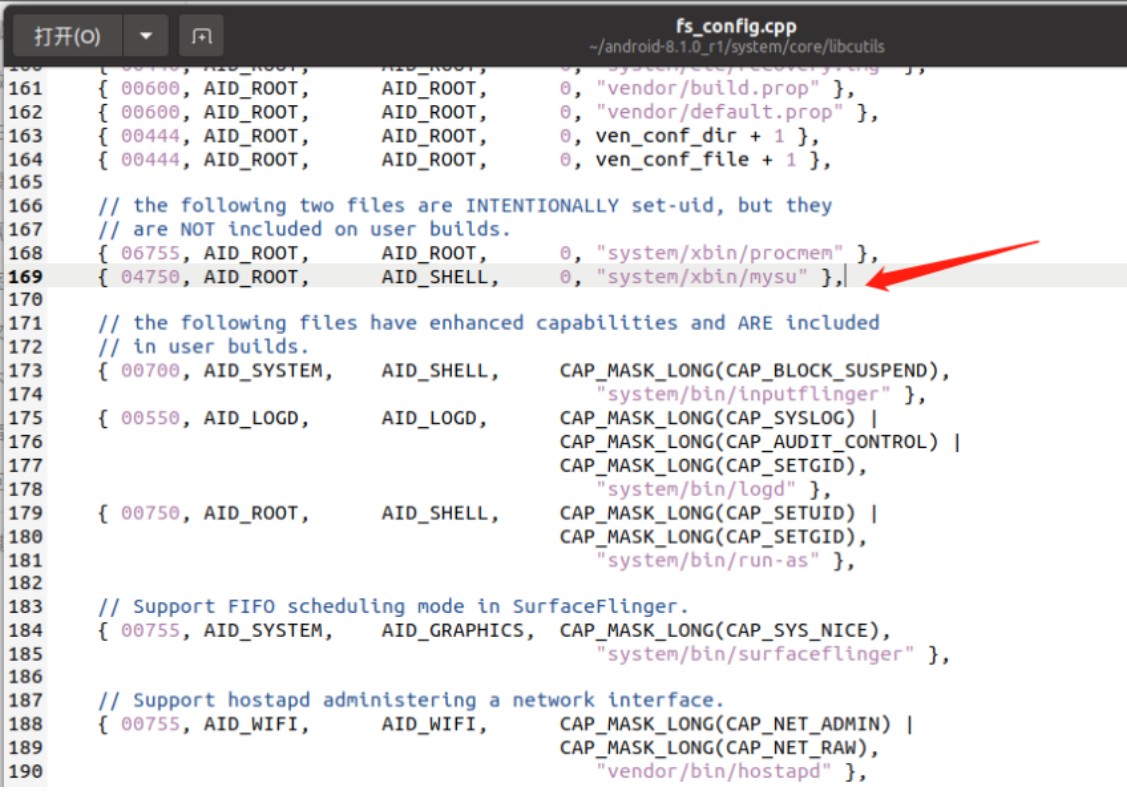 打开(O)
fs_config.cpp
~/android-8.1.0_r1/system/core/libcutils
161 { 00600, AID_ROOT, AID_ROOT, 0, "vendor/build.prop" },
162 { 00600, AID_ROOT, AID_ROOT, 0, "vendor/default.prop" },
163 { 00444, AID_ROOT, AID_ROOT, 0, ven_conf_dir + 1 },
164 { 00444, AID_ROOT, AID_ROOT, 0, ven_conf_file + 1 },
165
166 // the following two files are INTENTIONALLY set-uid, but they
167 // are NOT included on user builds.
168 { 06755, AID_ROOT, AID_ROOT, 0, "system/xbin/procmem" },
169 { 04750, AID_ROOT, AID_SHELL, 0, "system/xbin/mysu" },
170
171 // the following files have enhanced capabilities and ARE included
172 // in user builds.
173 { 00700, AID_SYSTEM, AID_SHELL, CAP_MASK_LONG(CAP_BLOCK_SUSPEND),
174 "system/bin/inputflinger" },
175 { 00550, AID_LOGD, AID_LOGD, CAP_MASK_LONG(CAP_SYSLOG) |
176 CAP_MASK_LONG(CAP_AUDIT_CONTROL) |
177 CAP_MASK_LONG(CAP_SETGID),
178 "system/bin/logd" },
179 { 00750, AID_ROOT, AID_SHELL, CAP_MASK_LONG(CAP_SETUID) |
180 CAP_MASK_LONG(CAP_SETGID),
181 "system/bin/run-as" },
182
183 // Support FIFO scheduling mode in SurfaceFlinger.
184 { 00755, AID_SYSTEM, AID_GRAPHICS, CAP_MASK_LONG(CAP_SYS_NICE),
185 "system/bin/surfaceflinger" },
186
187 // Support hostapd administering a network interface.
188 { 00755, AID_WIFI, AID_WIFI, CAP_MASK_LONG(CAP_NET_ADMIN) |
189 CAP_MASK_LONG(CAP_NET_RAW),
190 "vendor/bin/hostapd" },